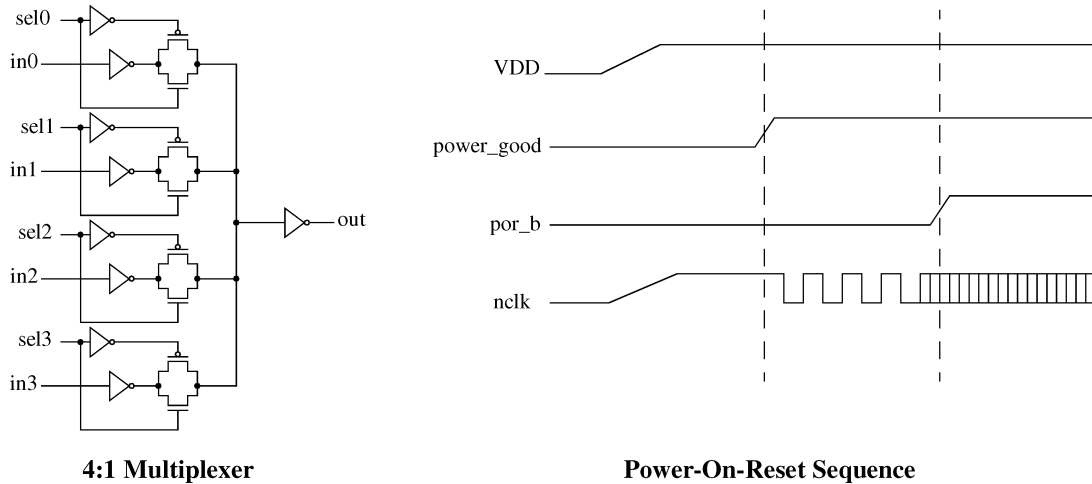 sel0
in0
sel1
in1
sel2
in2
sel3
in3
out
4:1 Multiplexer
VDD
power_good
por_b
nclk
Power-On-Reset Sequence